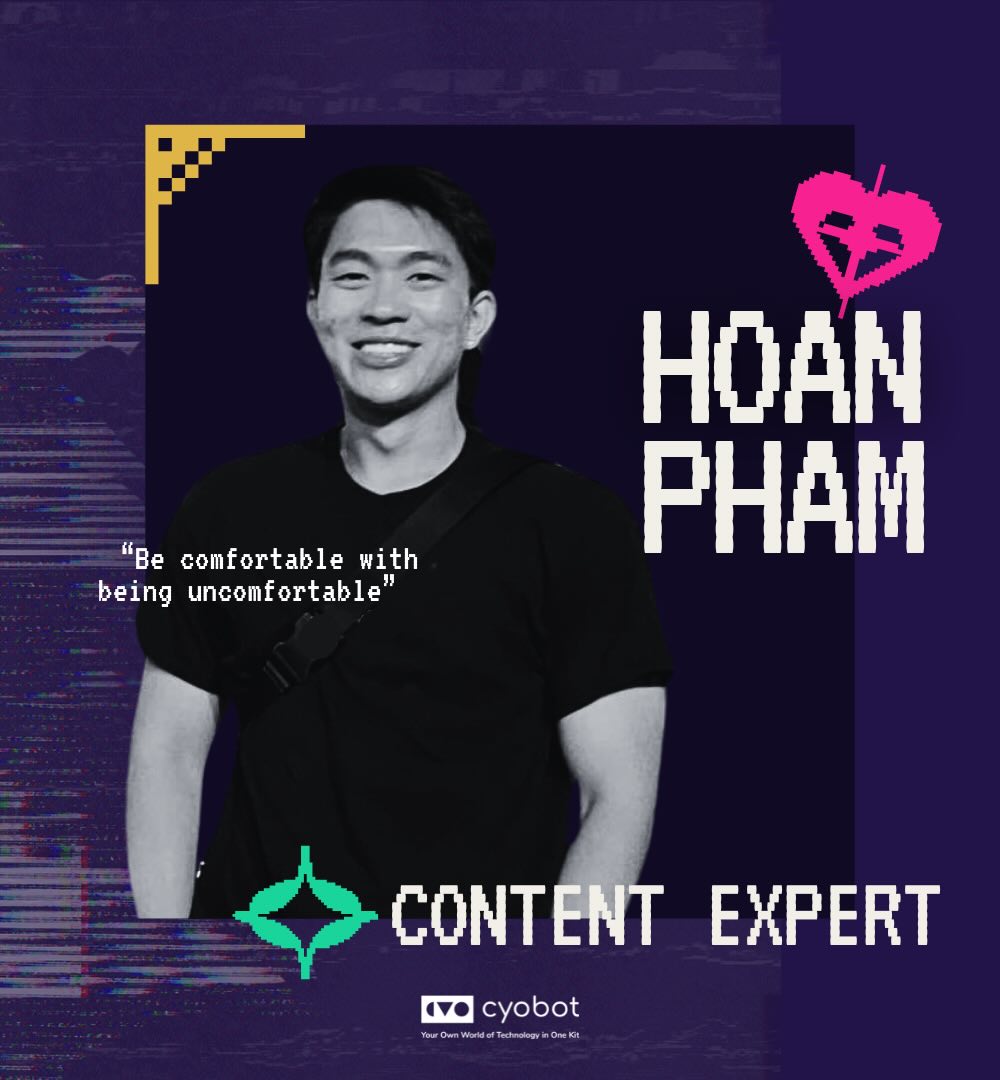 HOAN
PHAM
“Be comfortable with
being uncomfortable”
CONTENT EXPERT
cyobot
Your Own World of Technology in One Kit